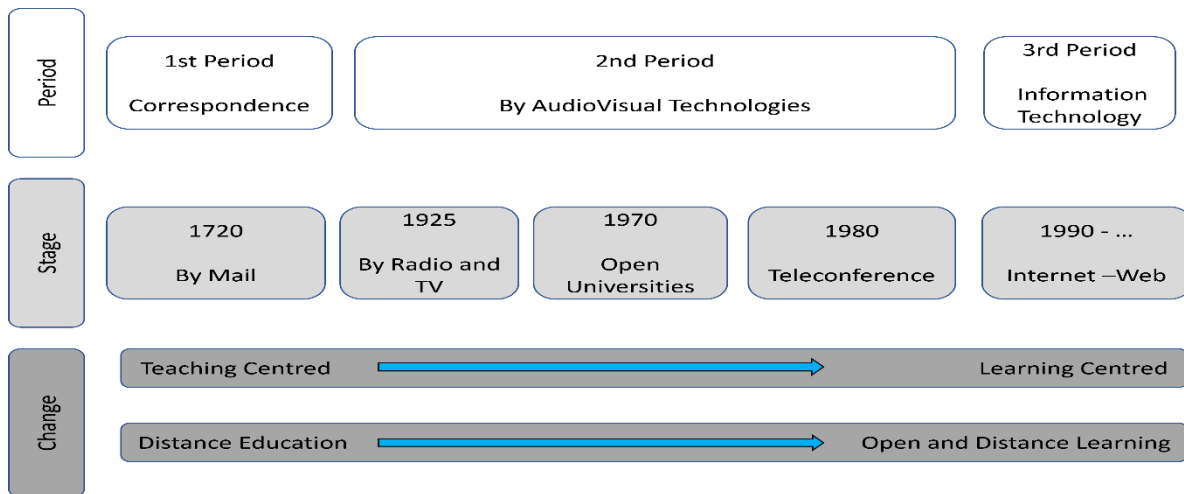 Period
1st Period
Correspondence
2nd Period
By AudioVisual Technologies
3rd Period
Information
Technology
Stage
1720
By Mail
1925
By Radio and
TV
1970
Open
Universities
1980
Teleconference
1990 - ...
Internet –Web
Change
Teaching Centred
Learning Centred
Distance Education
Open and Distance Learning